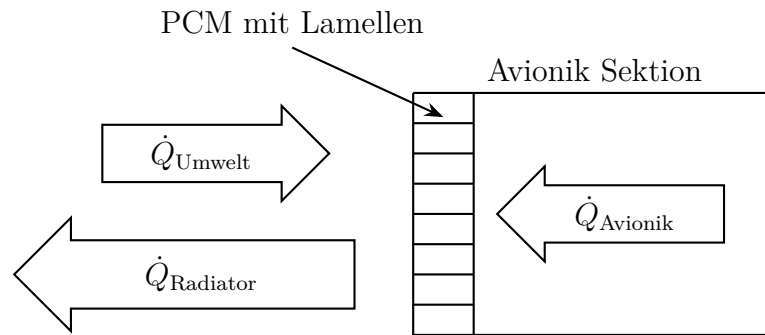 PCM mit Lamellen
Avionik Sektion
Q̇Umwelt
Q̇Avionik
Q̇Radiator